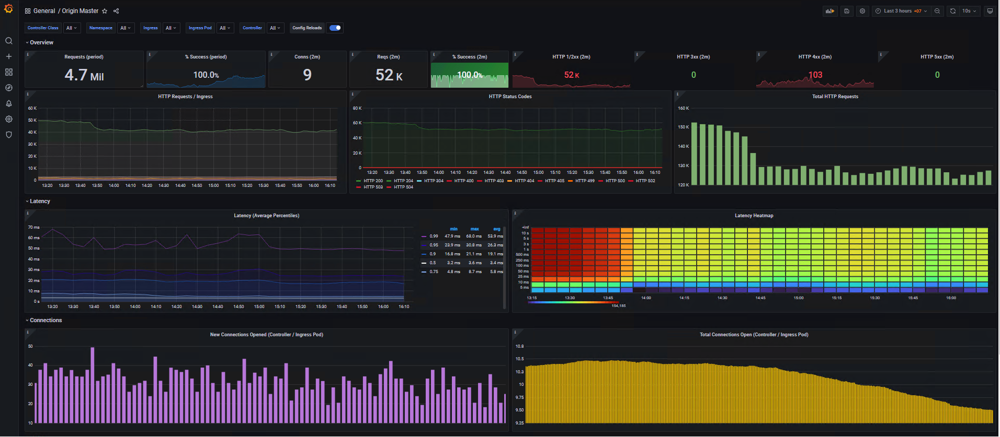 General / Origin Master
Last 3 hours +07
10s
Controller Class All Namespace All Ingress All Ingress Pod All Controller All Config Reloads
Overview
Requests (period)
4.7 Mil
% Success (period)
100.0%
Conns (2m)
9
Reqs (2m)
52 K
% Success (2m)
100.0%
HTTP 1/2xx (2m)
52 K
HTTP 3xx (2m)
0
HTTP 4xx (2m)
103
HTTP 5xx (2m)
0
HTTP Requests / Ingress
60 K
50 K
40 K
30 K
20 K
10 K
0
13:20 13:30 13:40 13:50 14:00 14:10 14:20 14:30 14:40 14:50 15:00 15:10 15:20 15:30 15:40 15:50 16:00 16:10
HTTP Status Codes
80 K
60 K
40 K
20 K
0
13:20 13:30 13:40 13:50 14:00 14:10 14:20 14:30 14:40 14:50 15:00 15:10 15:20 15:30 15:40 15:50 16:00 16:10
HTTP 200 HTTP 204 HTTP 304 HTTP 400 HTTP 403 HTTP 404 HTTP 405 HTTP 499 HTTP 500 HTTP 502
HTTP 503 HTTP 504
Total HTTP Requests
160 K
150 K
140 K
130 K
120 K
Latency
Latency (Average Percentiles)
70 ms
60 ms
50 ms
40 ms
30 ms
20 ms
10 ms
0 s
13:20 13:30 13:40 13:50 14:00 14:10 14:20 14:30 14:40 14:50 15:00 15:10 15:20 15:30 15:40 15:50 16:00 16:10
min max avg
0.99 47.9 ms 68.0 ms 53.9 ms
0.95 23.9 ms 30.8 ms 26.3 ms
0.9 16.8 ms 21.1 ms 19.1 ms
0.5 3.2 ms 3.6 ms 3.4 ms
0.75 4.8 ms 8.7 ms 5.8 ms
Latency Heatmap
+Inf
10 s
5 s
3 s
1 s
500 ms
250 ms
100 ms
50 ms
25 ms
10 ms
5 ms
13:15 13:30 13:45 14:00 14:15 14:30 14:45 15:00 15:15 15:30 15:45 16:00
154,185
Connections
New Connections Opened (Controller / Ingress Pod)
50
40
30
20
10
Total Connections Open (Controller / Ingress Pod)
10.8
10.5
10.3
10
9.75
9.50
9.25